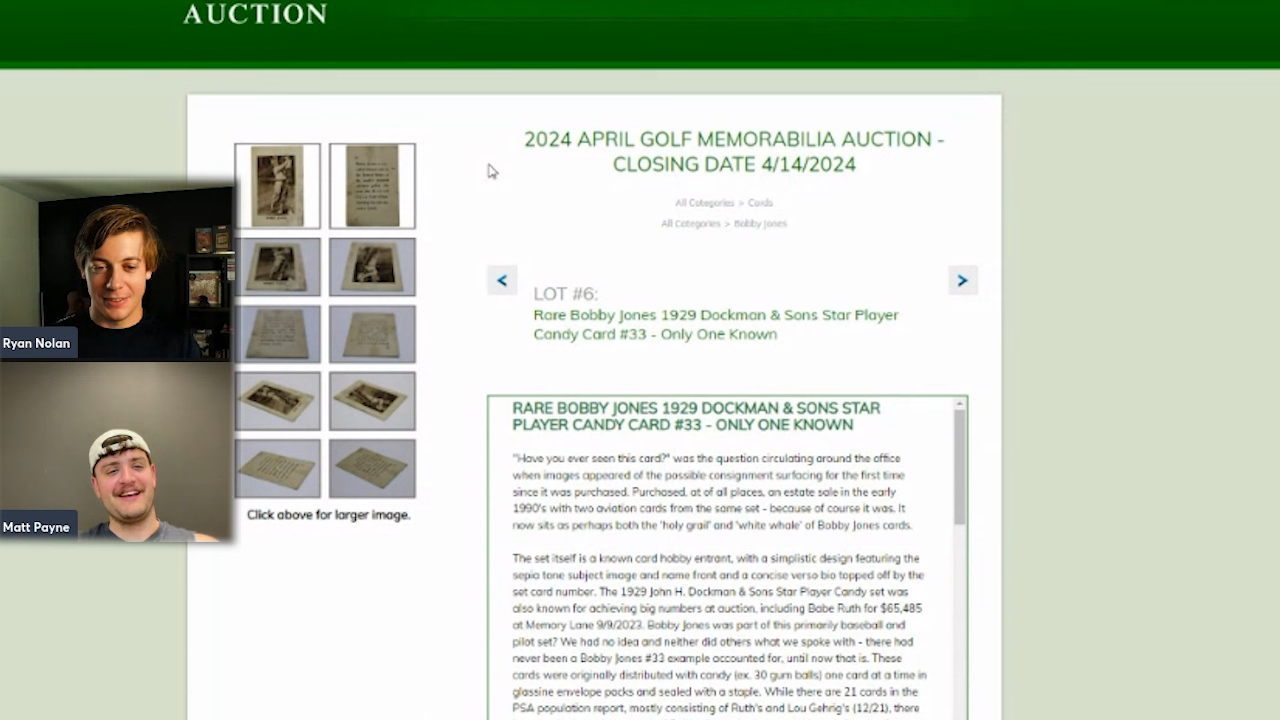 AUCTION
2024 APRIL GOLF MEMORABILIA AUCTION -
CLOSING DATE 4/14/2024
All Categories > Cards
All Categories > Bobby Jones
LOT #6:
Rare Bobby Jones 1929 Dockman & Sons Star Player
Candy Card #33 - Only One Known
Click above for larger image.
RARE BOBBY JONES 1929 DOCKMAN & SONS STAR
PLAYER CANDY CARD #33 - ONLY ONE KNOWN
"Have you ever seen this card?" was the question circulating around the office
when images appeared of the possible consignment surfacing for the first time
since it was purchased. Purchased, at of all places, an estate sale in the early
1990's with two aviation cards from the same set - because of course it was. It
now sits as perhaps both the 'holy grail' and 'white whale' of Bobby Jones cards.
The set itself is a known card hobby entrant, with a simplistic design featuring the
sepia tone subject image and name front and a concise verso bio topped off by the
set card number. The 1929 John H. Dockman & Sons Star Player Candy set was
also known for achieving big numbers at auction, including Babe Ruth for $65,485
at Memory Lane 9/9/2023. Bobby Jones was part of this primarily baseball and
pilot set? We had no idea and neither did others what we spoke with - there had
never been a Bobby Jones #33 example accounted for, until now that is. These
cards were originally distributed with candy (ex. 30 gum balls) one card at a time in
glassine envelope packs and sealed with a staple. While there are 21 cards in the
PSA population report, mostly consisting of Ruth's and Lou Gehrig's (12/21), there
Ryan Nolan
Matt Payne